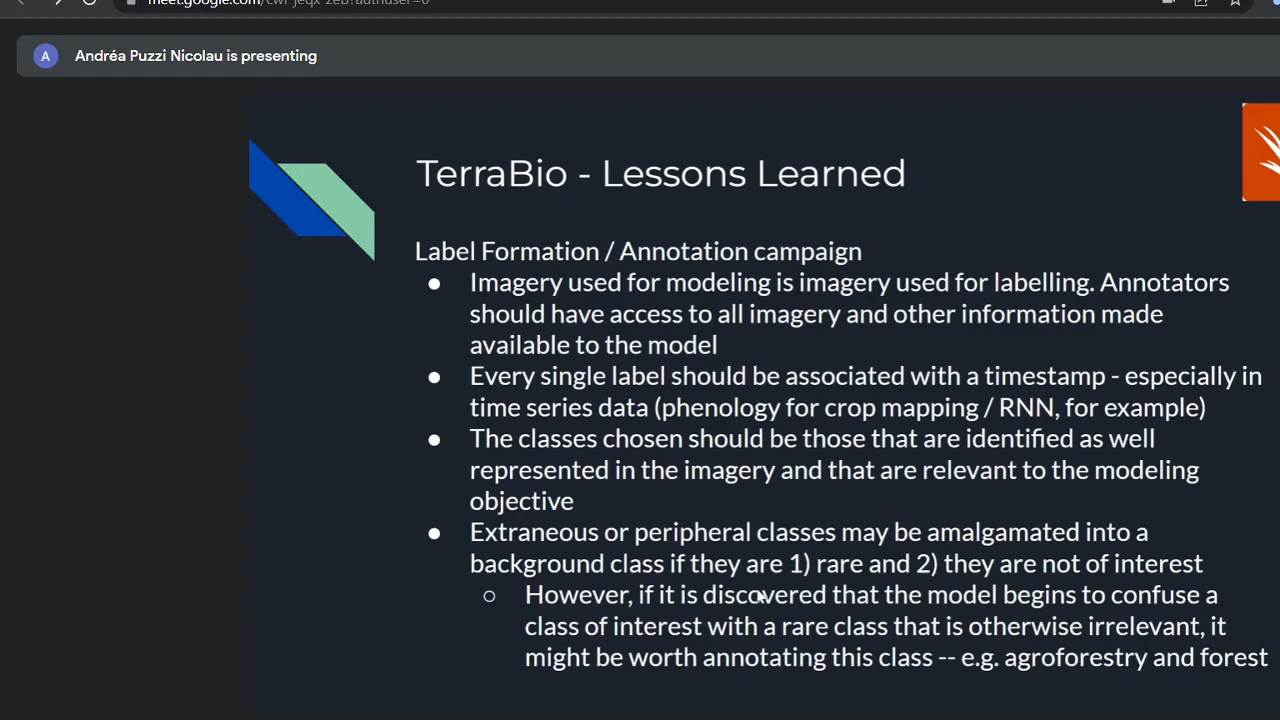 A
Andréa Puzzi Nicolau is presenting
TerraBio - Lessons Learned
Label Formation / Annotation campaign
● Imagery used for modeling is imagery used for labelling. Annotators
should have access to all imagery and other information made
available to the model
● Every single label should be associated with a timestamp - especially in
time series data (phenology for crop mapping / RNN, for example)
● The classes chosen should be those that are identified as well
represented in the imagery and that are relevant to the modeling
objective
● Extraneous or peripheral classes may be amalgamated into a
background class if they are 1) rare and 2) they are not of interest
○ However, if it is discovered that the model begins to confuse a
class of interest with a rare class that is otherwise irrelevant, it
might be worth annotating this class -- e.g. agroforestry and forest